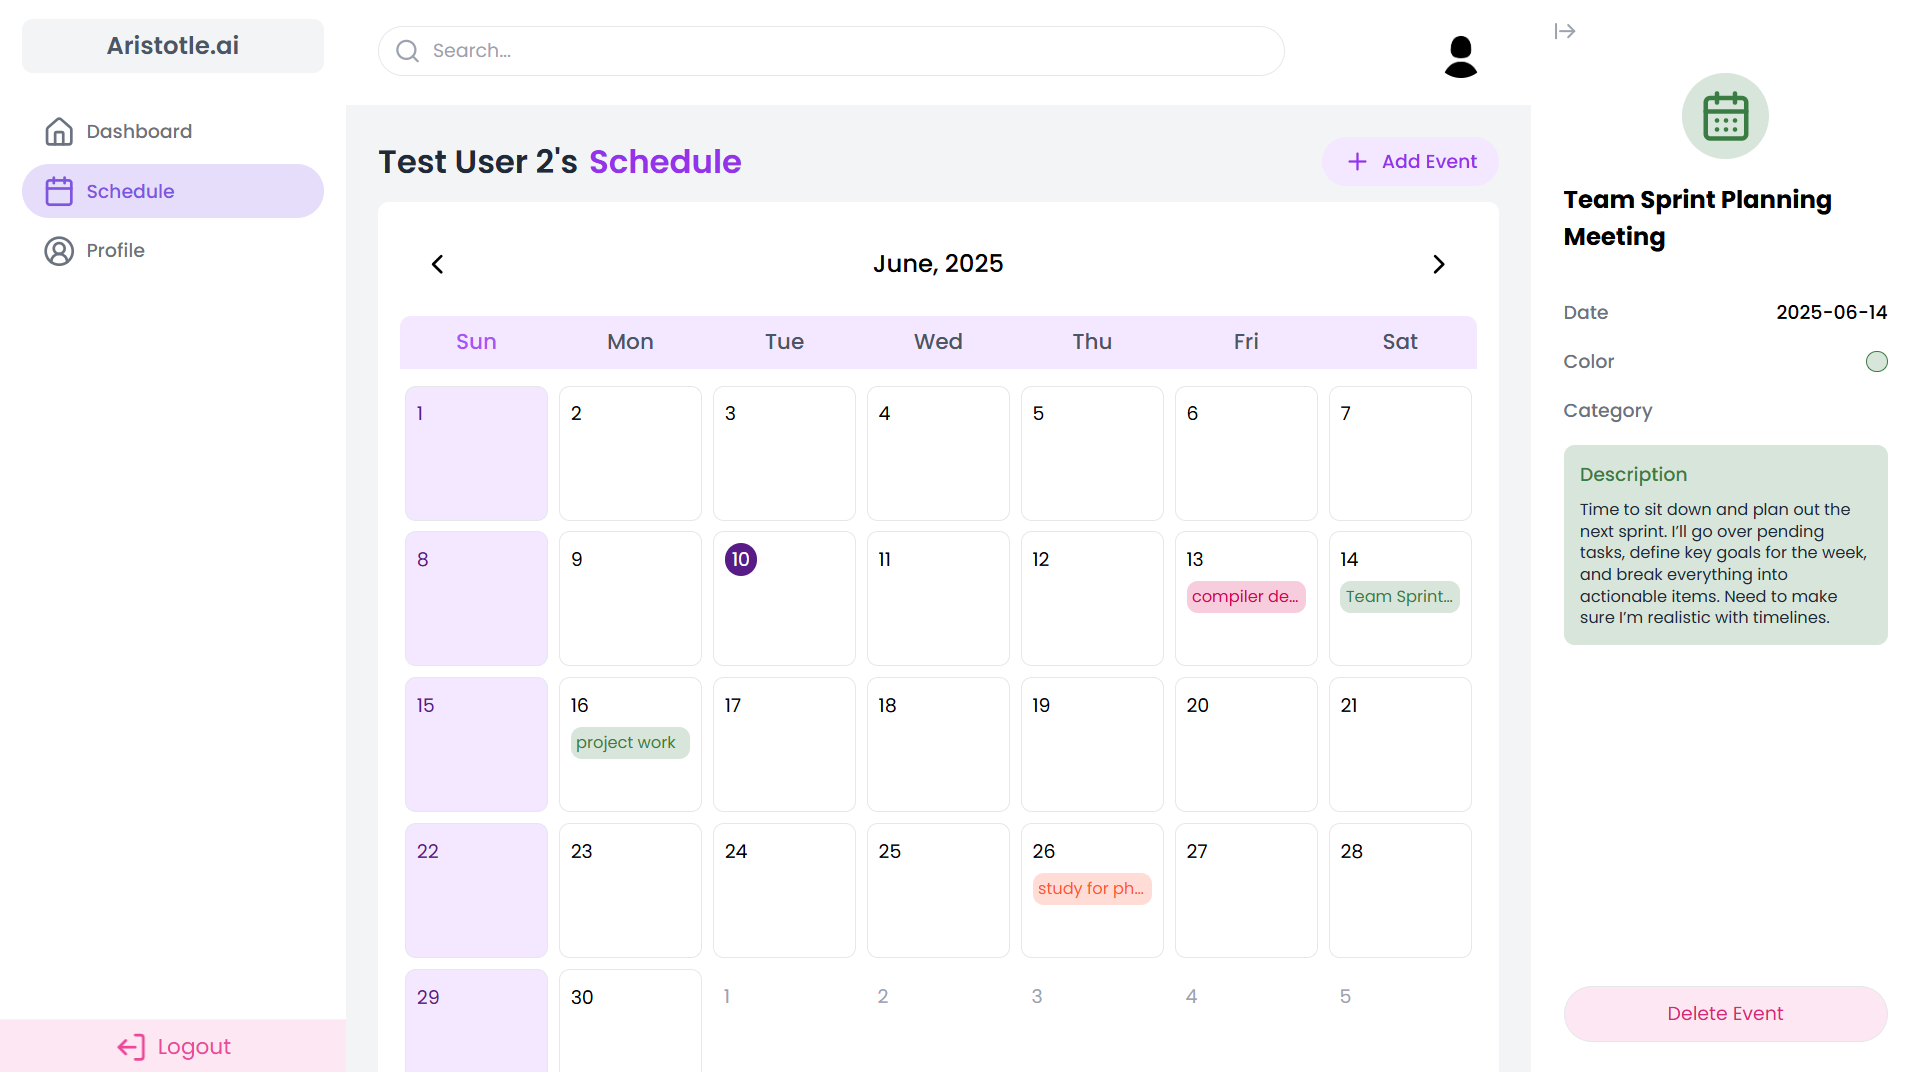 Aristotle.ai
Dashboard
Schedule
Profile
Logout
Search...
Test User 2's Schedule
Add Event
June, 2025
Sun Mon Tue Wed Thu Fri Sat
1 2 3 4 5 6 7
8 9 10 11 12 13 14
compiler de... Team Sprint...
15 16 17 18 19 20 21
project work
22 23 24 25 26 27 28
study for ph...
29 30 1 2 3 4 5
Team Sprint Planning
Meeting
Date 2025-06-14
Color
Category
Description
Time to sit down and plan out the
next sprint. I’ll go over pending
tasks, define key goals for the week,
and break everything into
actionable items. Need to make
sure I’m realistic with timelines.
Delete Event